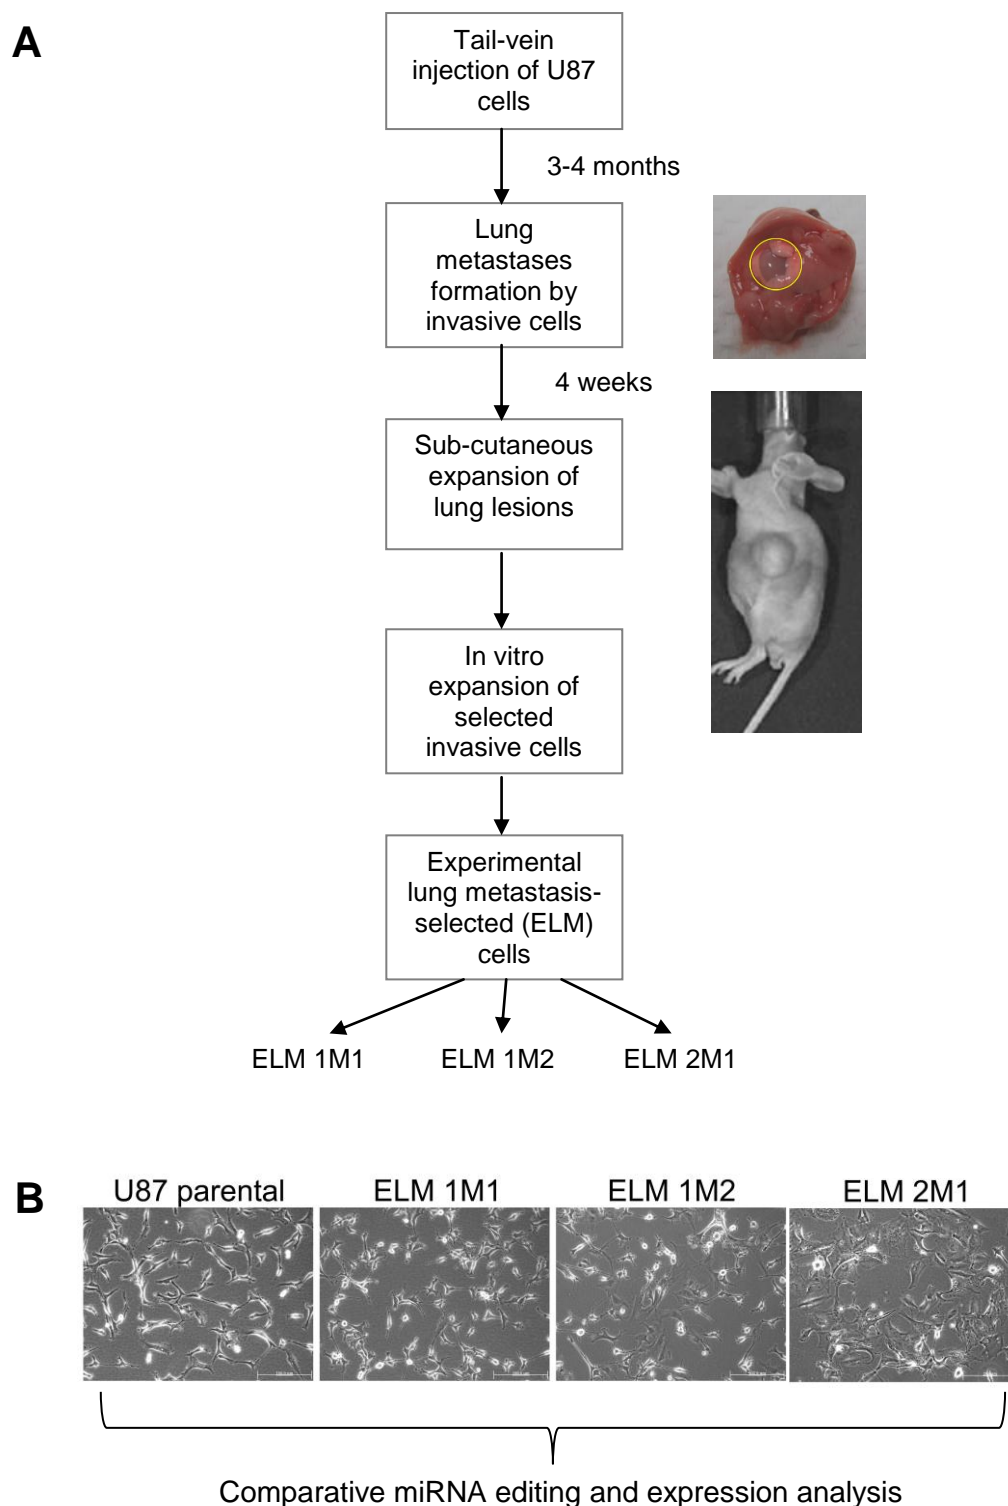 A
Tail-vein
injection of U87
cells
3-4 months
Lung
metastases
formation by
invasive cells
4 weeks
Sub-cutaneous
expansion of
lung lesions
In vitro
expansion of
selected
invasive cells
Experimental
lung metastasis-
selected (ELM)
cells
ELM 1M1 ELM 1M2 ELM 2M1
B
U87 parental ELM 1M1 ELM 1M2 ELM 2M1
Comparative miRNA editing and expression analysis